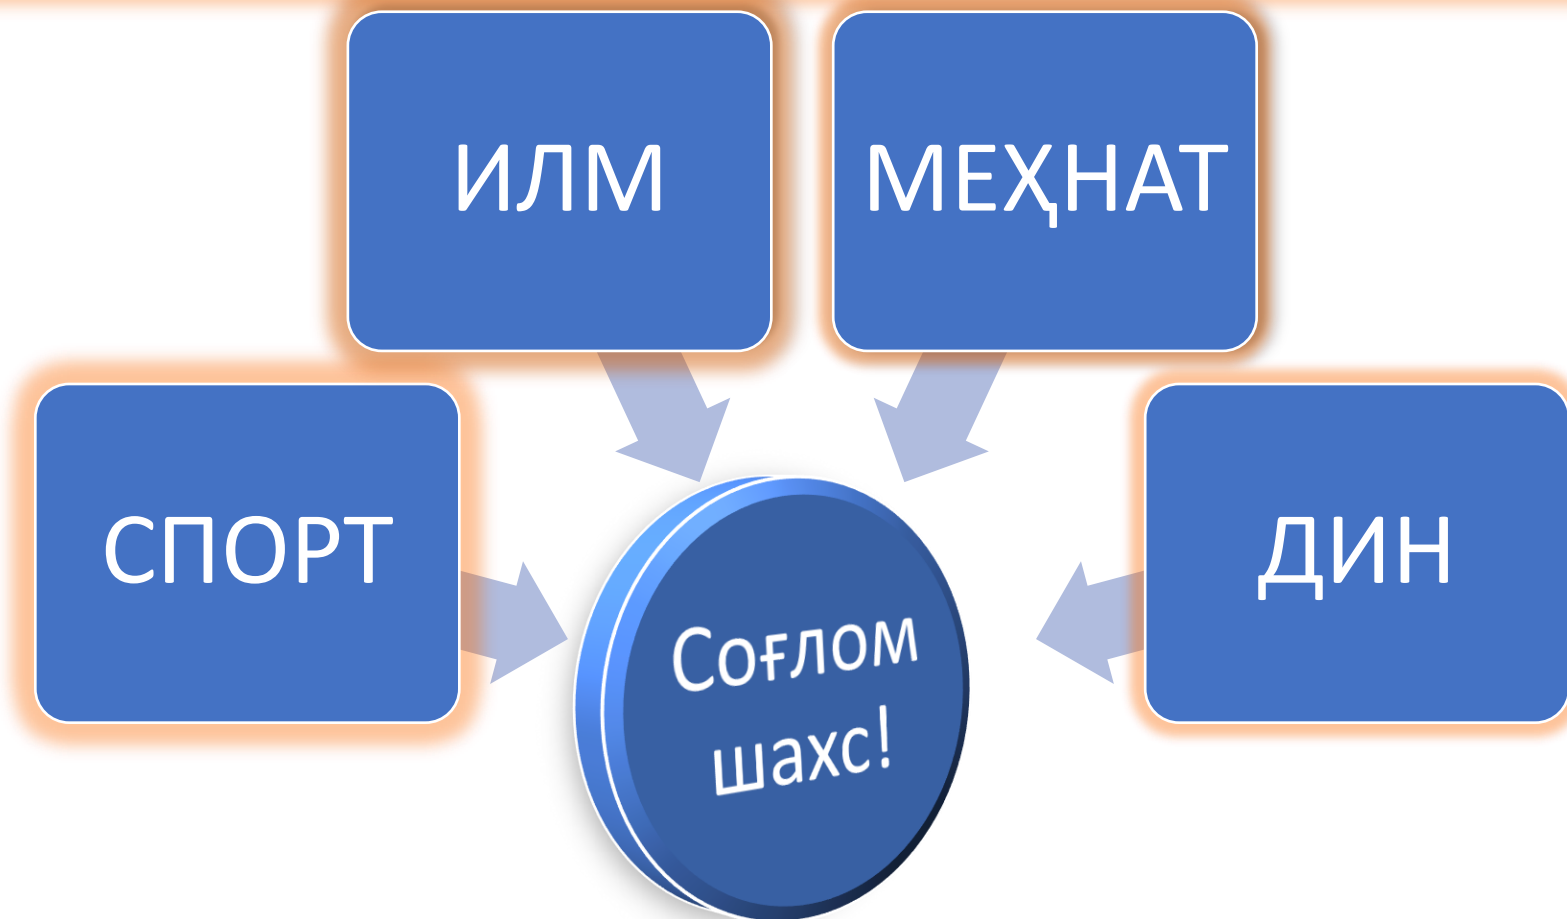 ИЛМ
МЕҲНАТ
СПОРТ
ДИН
Соғлом
шахс!